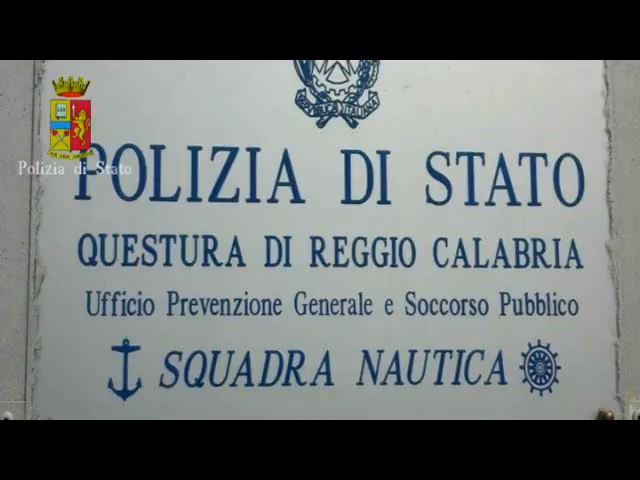 POLIZIA DI STATO
Polizia di Stato
QUESTURA DI REGGIO CALABRIA
Ufficio Prevenzione Generale e Soccorso Pubblico
SQUADRA NAUTICA